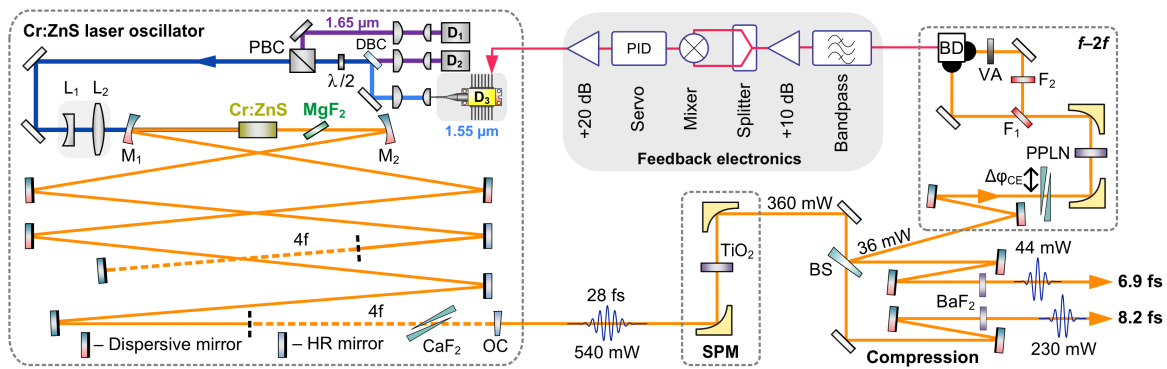 Cr:ZnS laser oscillator
1.65 µm
PBC
DBC
D1
D2
λ/2
D3
1.55 µm
L1
L2
Cr:ZnS
MgF2
M1
M2
4f
4f
CaF2
OC
– Dispersive mirror
– HR mirror
+20 dB
PID
Servo
Mixer
Splitter
+10 dB
Bandpass
Feedback electronics
BD
VA
f–2f
F2
F1
PPLN
ΔφCE
28 fs
540 mW
TiO2
SPM
360 mW
36 mW
BS
44 mW
6.9 fs
BaF2
8.2 fs
230 mW
Compression